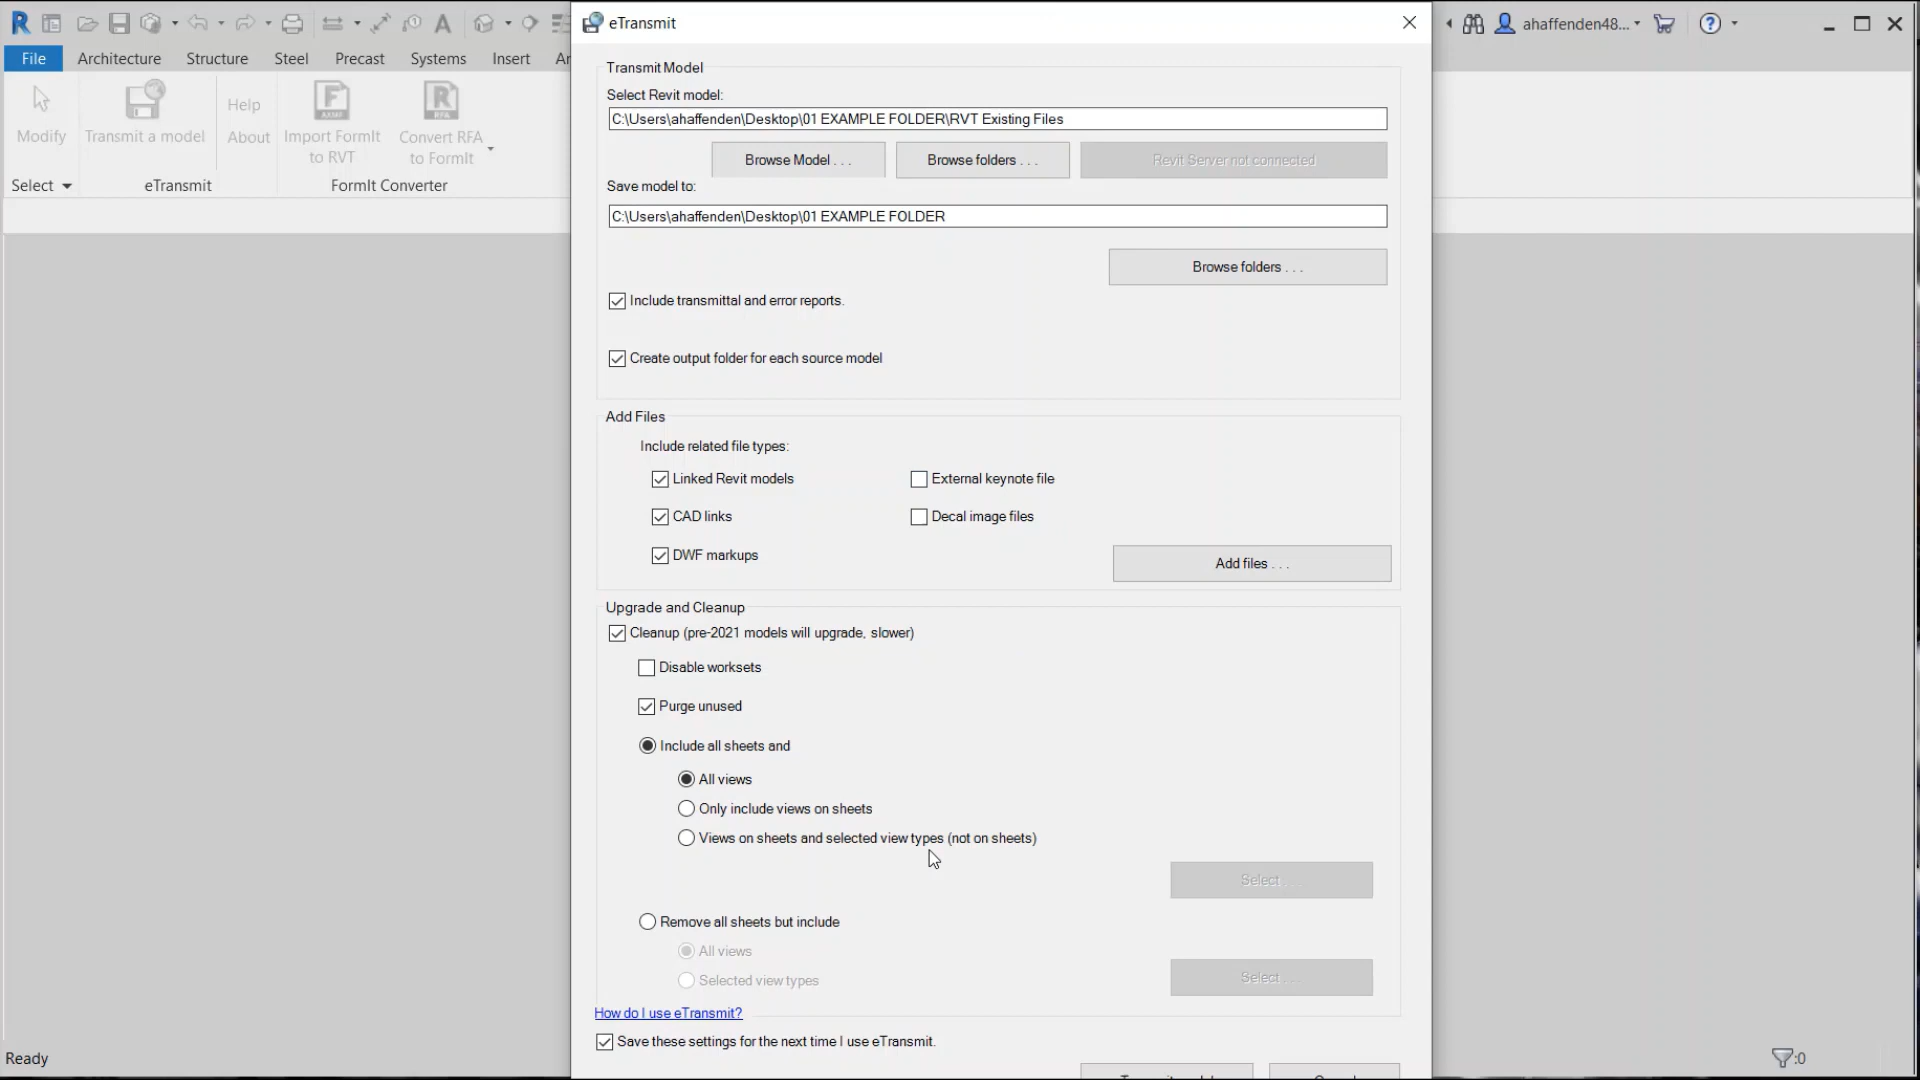 eTransmit
ahaffenden48...
File
Architecture
Structure
Steel
Precast
Systems
Insert
Modify
Transmit a model
Help
About
Import FormIt
to RVT
Convert RFA
to FormIt
Select
eTransmit
FormIt Converter
Transmit Model
Select Revit model:
C:\Users\ahaffenden\Desktop\01 EXAMPLE FOLDER\RVT Existing Files
Browse Model . . .
Browse folders . . .
Revit Server not connected
Save model to:
C:\Users\ahaffenden\Desktop\01 EXAMPLE FOLDER
Browse folders . . .
Include transmittal and error reports.
Create output folder for each source model
Add Files
Include related file types:
Linked Revit models
External keynote file
CAD links
Decal image files
DWF markups
Add files . . .
Upgrade and Cleanup
Cleanup (pre-2021 models will upgrade, slower)
Disable worksets
Purge unused
Include all sheets and
All views
Only include views on sheets
Views on sheets and selected view types (not on sheets)
Select . . .
Remove all sheets but include
All views
Selected view types
Select . . .
How do I use eTransmit?
Save these settings for the next time I use eTransmit.
Ready
:0